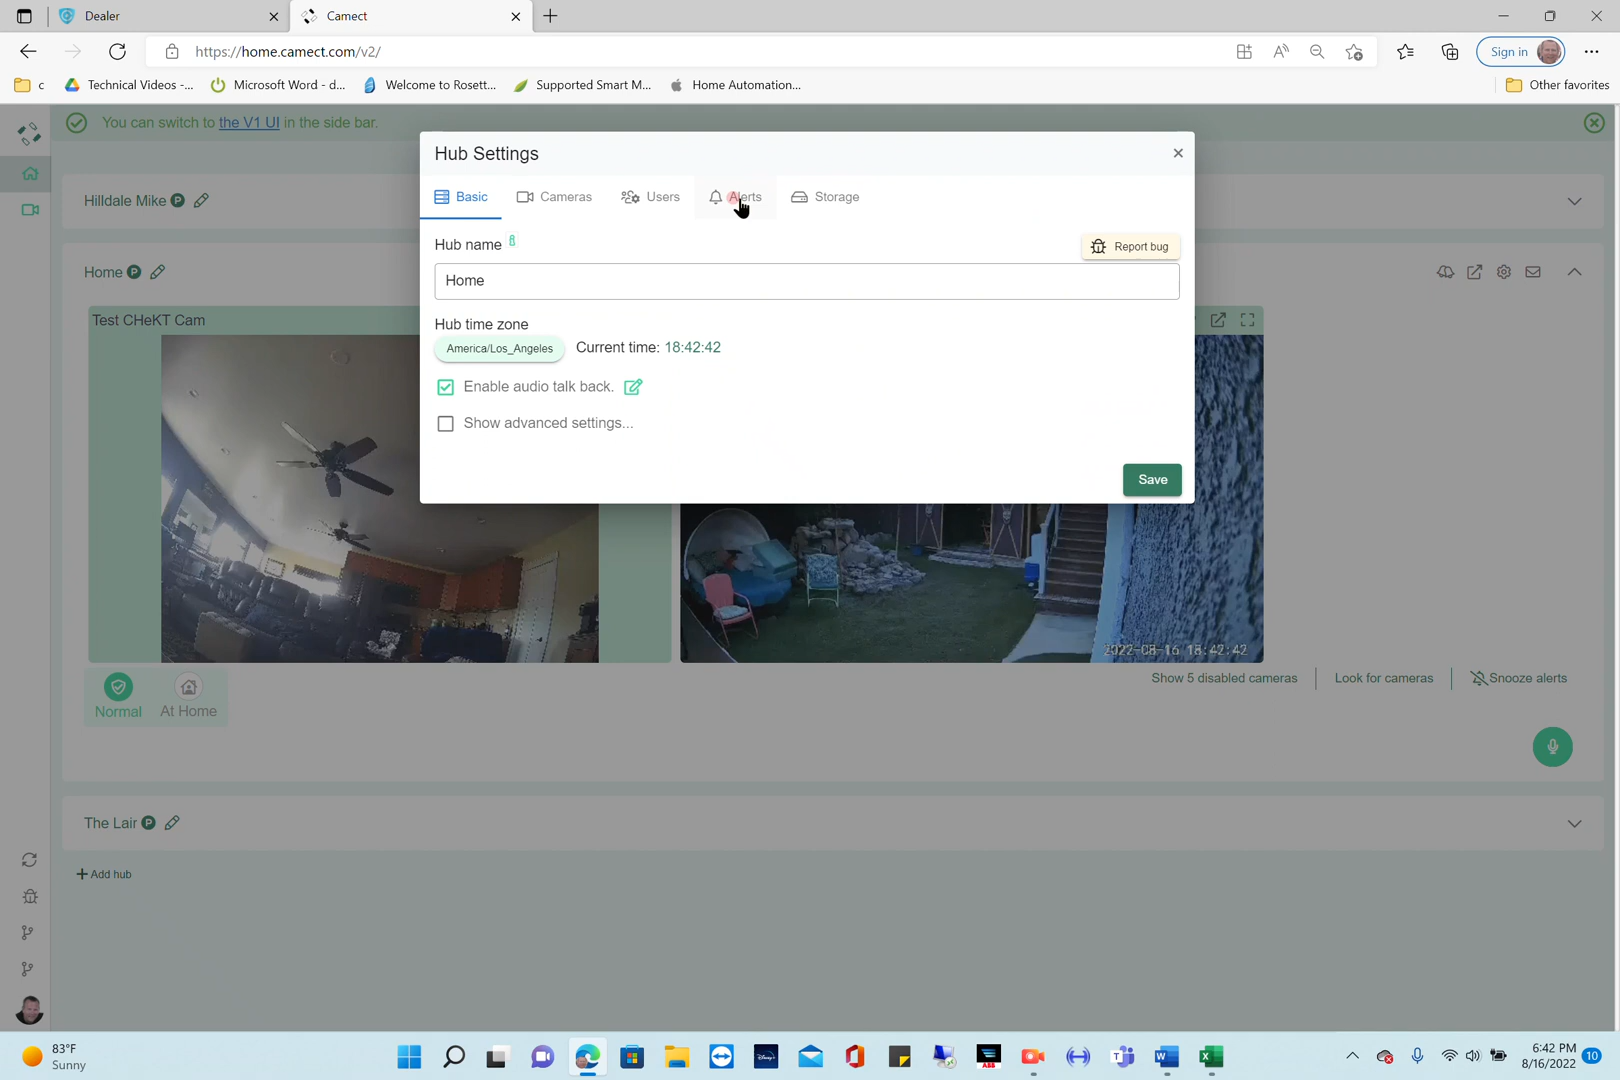 Dealer
Camect
https://home.camect.com/v2/
Sign in
c
Technical Videos -...
Microsoft Word - d...
Welcome to Rosett...
Supported Smart M...
Home Automation...
Other favorites
You can switch to the V1 UI in the side bar.
Hub Settings
Basic
Cameras
Users
Alerts
Storage
Hilldale Mike P
Hub name
Report bug
Home
Home P
Hub time zone
America/Los_Angeles
Current time: 18:42:42
Test CHeKT Cam
Enable audio talk back.
Show advanced settings...
Save
2022-08-16 18:42:42
Show 5 disabled cameras
Look for cameras
Snooze alerts
Normal
At Home
The Lair P
Add hub
83°F
Sunny
Disney+
ABB
6:42 PM
8/16/2022
10